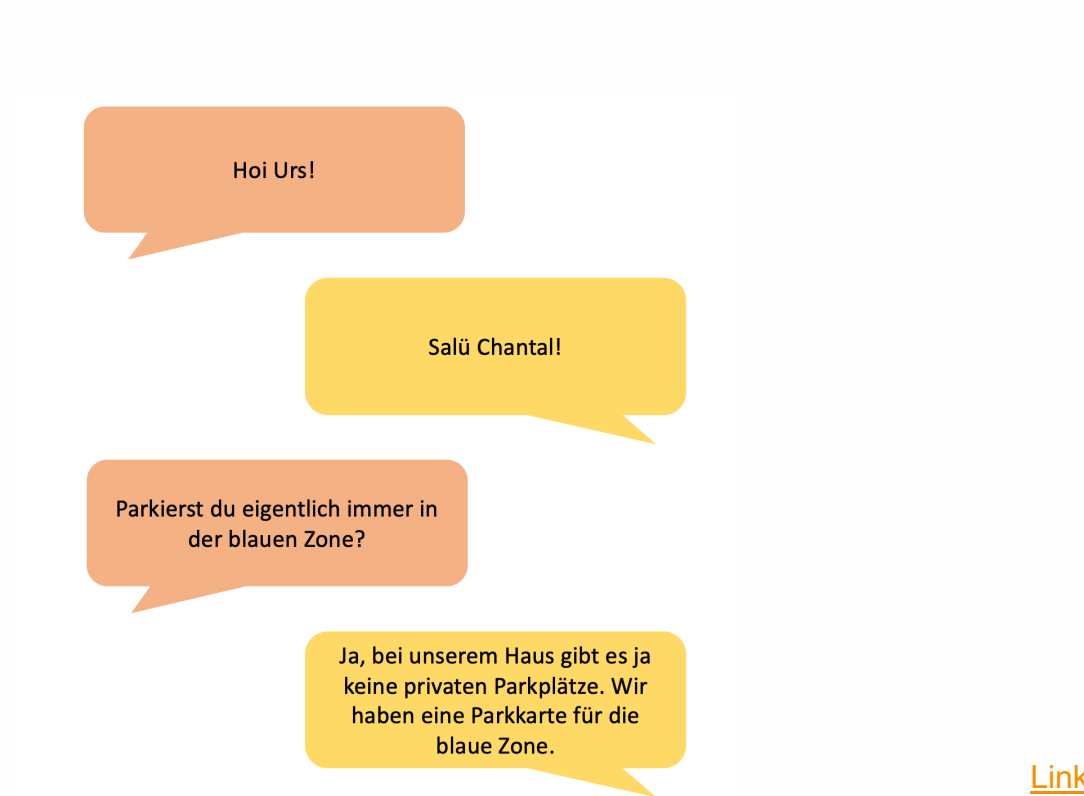 Hoi Urs!
Salü Chantal!
Parkierst du eigentlich immer in
der blauen Zone?
Ja, bei unserem Haus gibt es ja
keine privaten Parkplätze. Wir
haben eine Parkkarte für die
blaue Zone.
Link